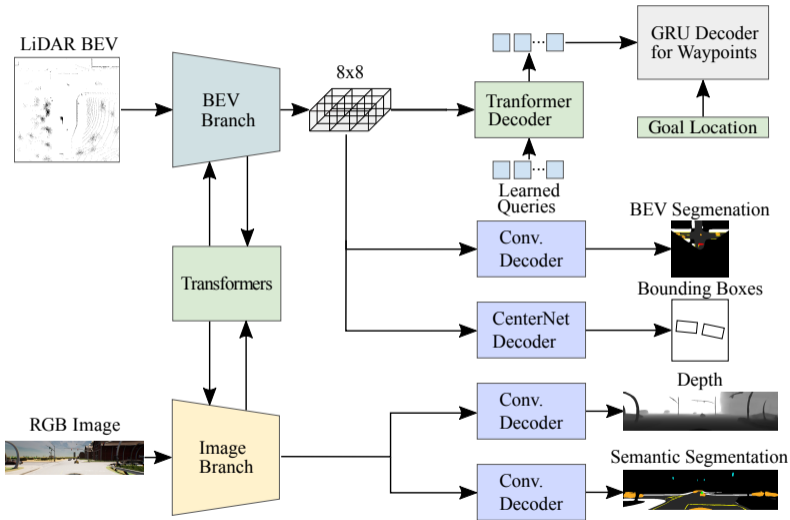 LiDAR BEV
BEV
Branch
8x8
Tranformer
Decoder
GRU Decoder
for Waypoints
Goal Location
Learned
Queries
BEV Segmenation
Conv.
Decoder
Transformers
Bounding Boxes
CenterNet
Decoder
Depth
Conv.
Decoder
RGB Image
Image
Branch
Semantic Segmentation
Conv.
Decoder